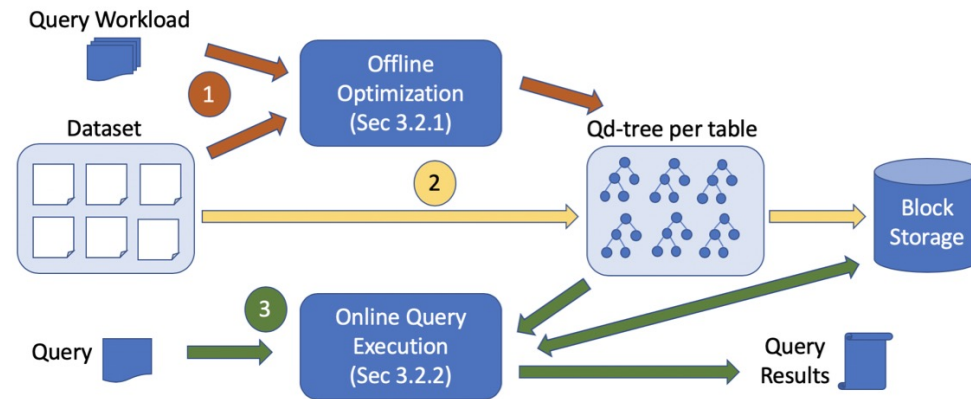 Query Workload
1
Offline
Optimization
(Sec 3.2.1)
Dataset
Qd-tree per table
2
Block
Storage
3
Query
Online Query
Execution
(Sec 3.2.2)
Query
Results